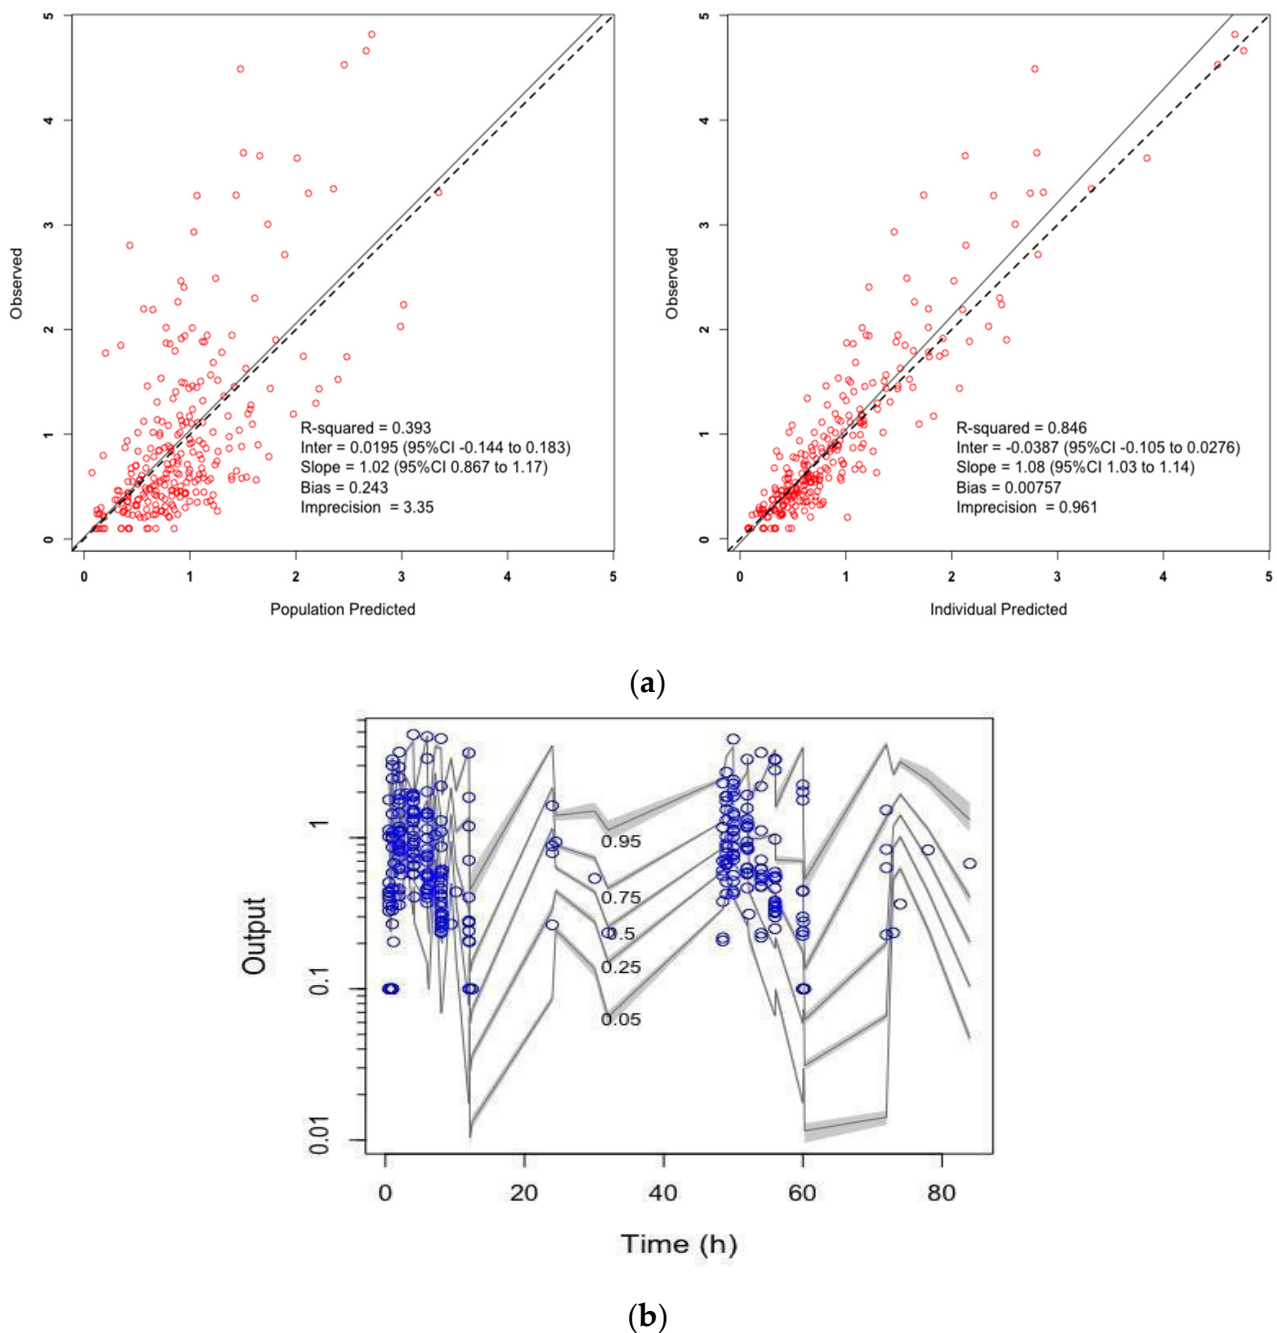 5
4
3
2
1
0
Observed
R-squared = 0.393
Inter = 0.0195 (95%CI -0.144 to 0.183)
Slope = 1.02 (95%CI 0.867 to 1.17)
Bias = 0.243
Imprecision = 3.35
0 1 2 3 4 5
Population Predicted
5
4
3
2
1
0
Observed
R-squared = 0.846
Inter = -0.0387 (95%CI -0.105 to 0.0276)
Slope = 1.08 (95%CI 1.03 to 1.14)
Bias = 0.00757
Imprecision = 0.961
0 1 2 3 4 5
Individual Predicted
(a)
Output
1
0.1
0.01
0.95
0.75
0.5
0.25
0.05
0 20 40 60 80
Time (h)
(b)